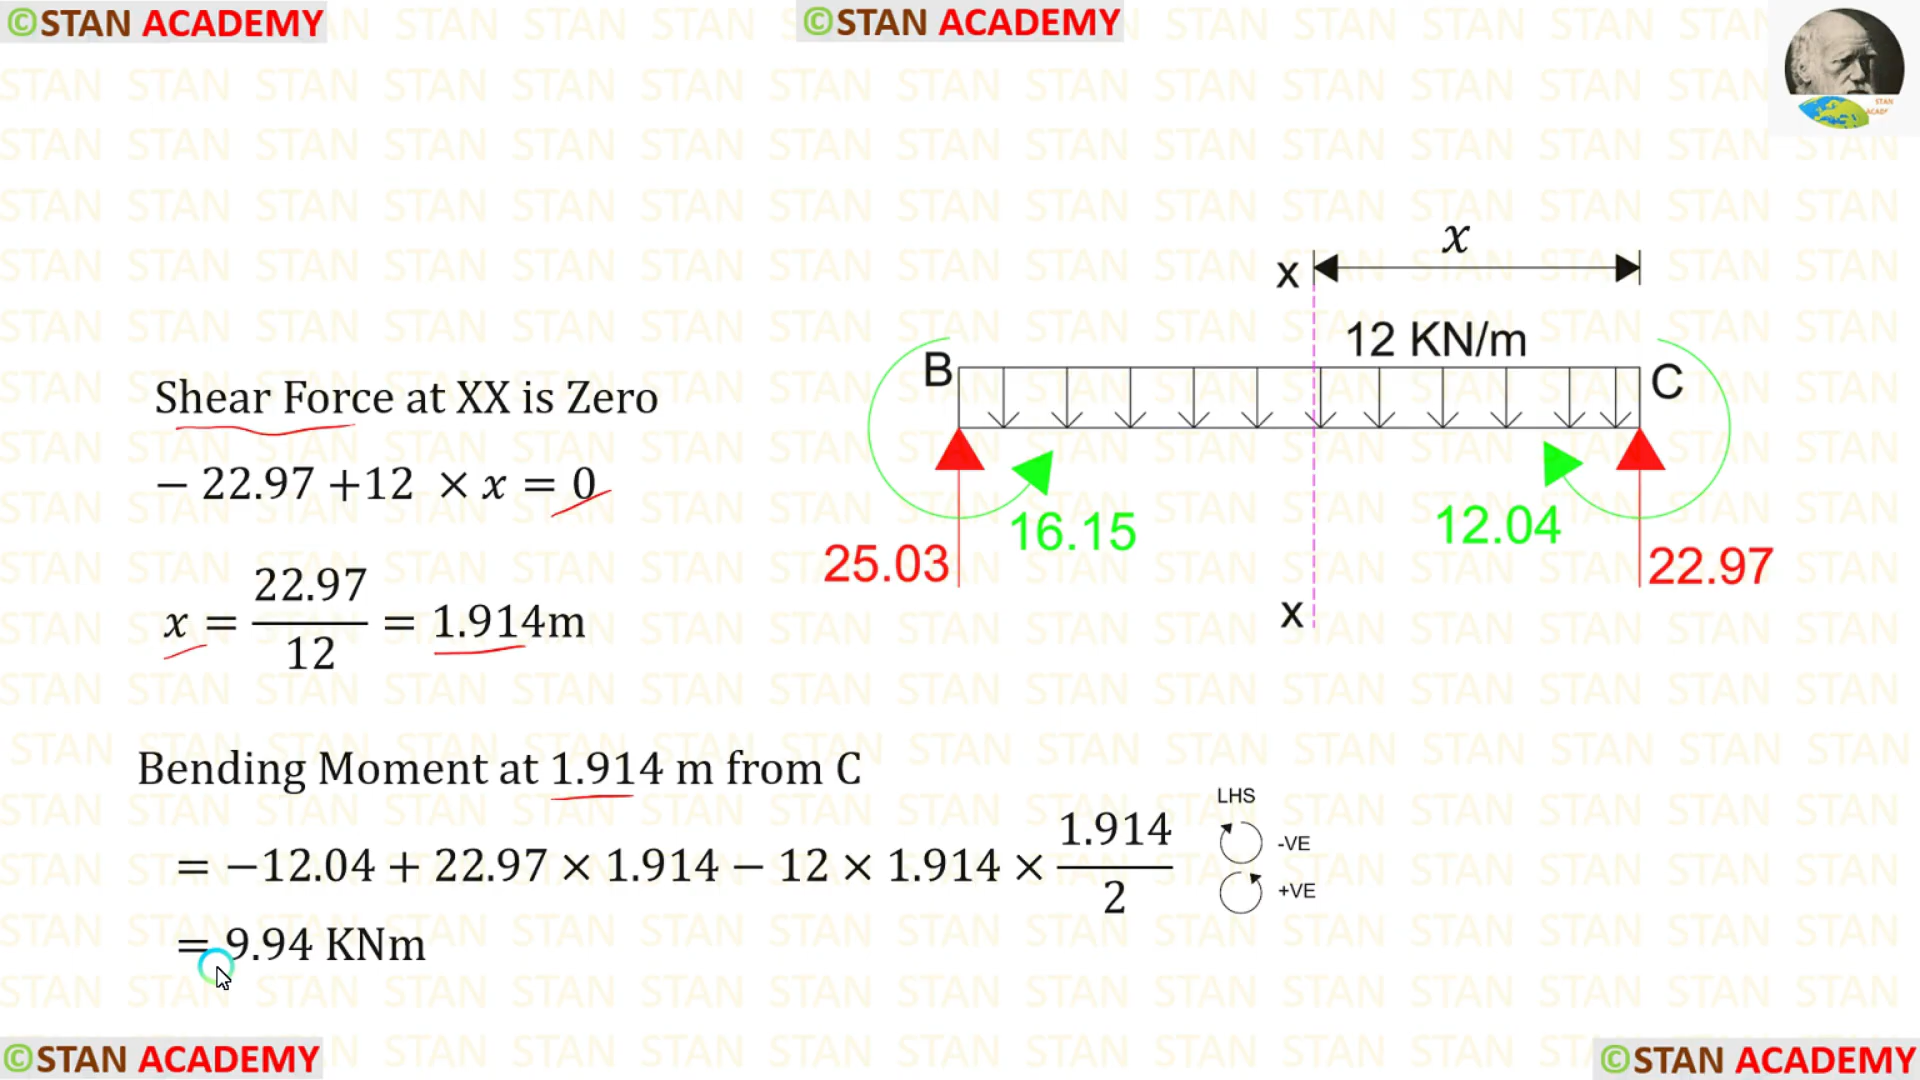 ©STAN ACADEMY
©STAN ACADEMY
STAN
ACADY
x
x
12 KN/m
B
C
Shear Force at XX is Zero
− 22.97 +12 × x = 0
16.15
12.04
25.03
22.97
x = 22.97/12 = 1.914m
x
Bending Moment at 1.914 m from C
LHS
= −12.04 + 22.97 × 1.914 − 12 × 1.914 × 1.914/2
-VE
+VE
= 9.94 KNm
©STAN ACADEMY
©STAN ACADEMY